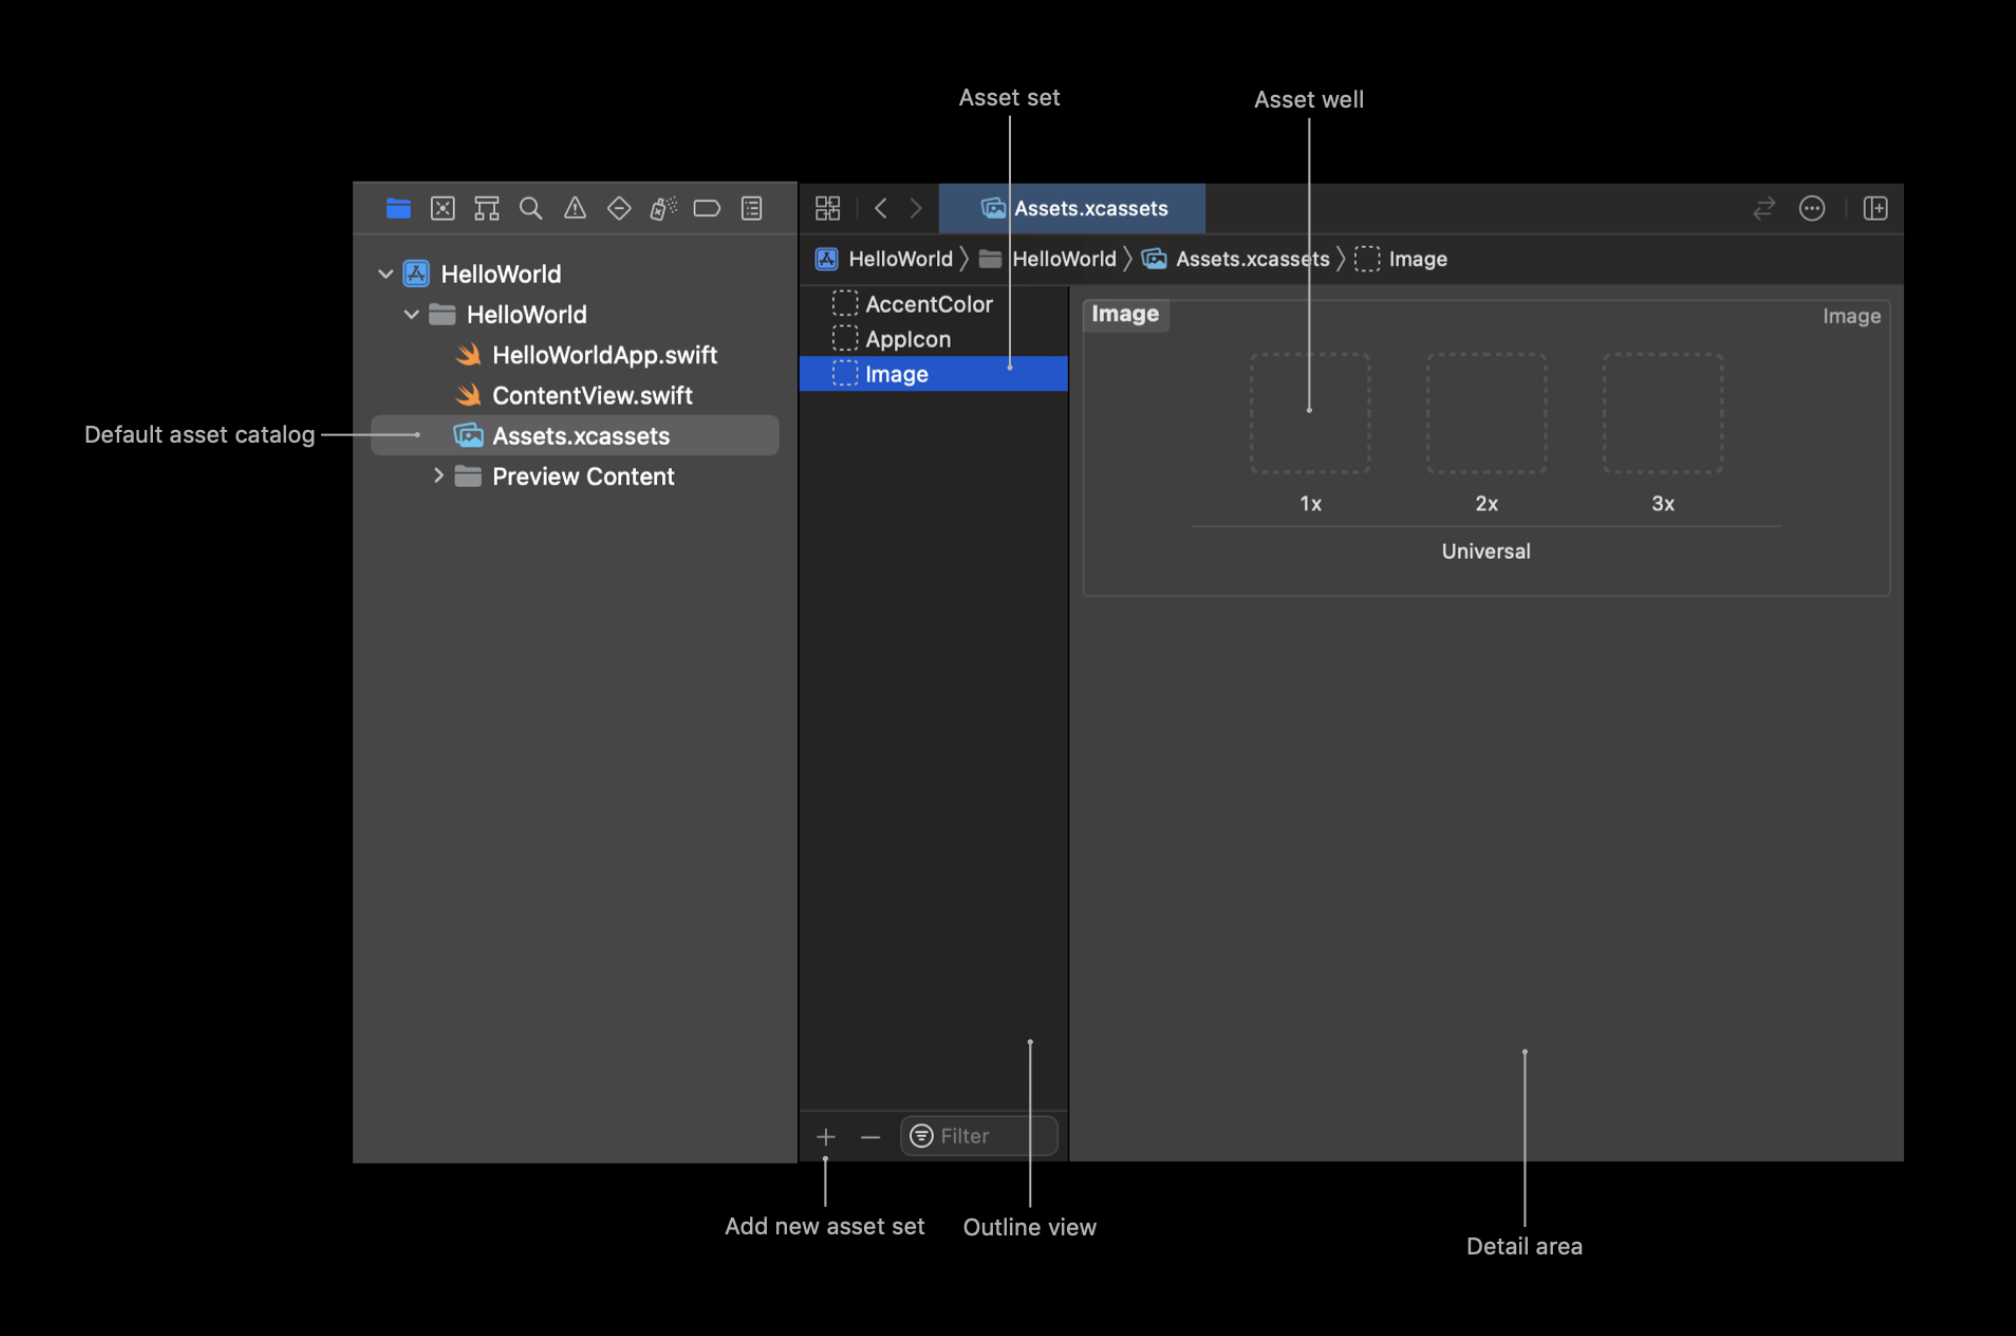 Asset set
Asset well
Assets.xcassets
HelloWorld
HelloWorld
Assets.xcassets
Image
HelloWorld
HelloWorld
HelloWorldApp.swift
ContentView.swift
Assets.xcassets
Preview Content
Default asset catalog
AccentColor
AppIcon
Image
Image
Image
1x
2x
3x
Universal
Filter
Add new asset set
Outline view
Detail area